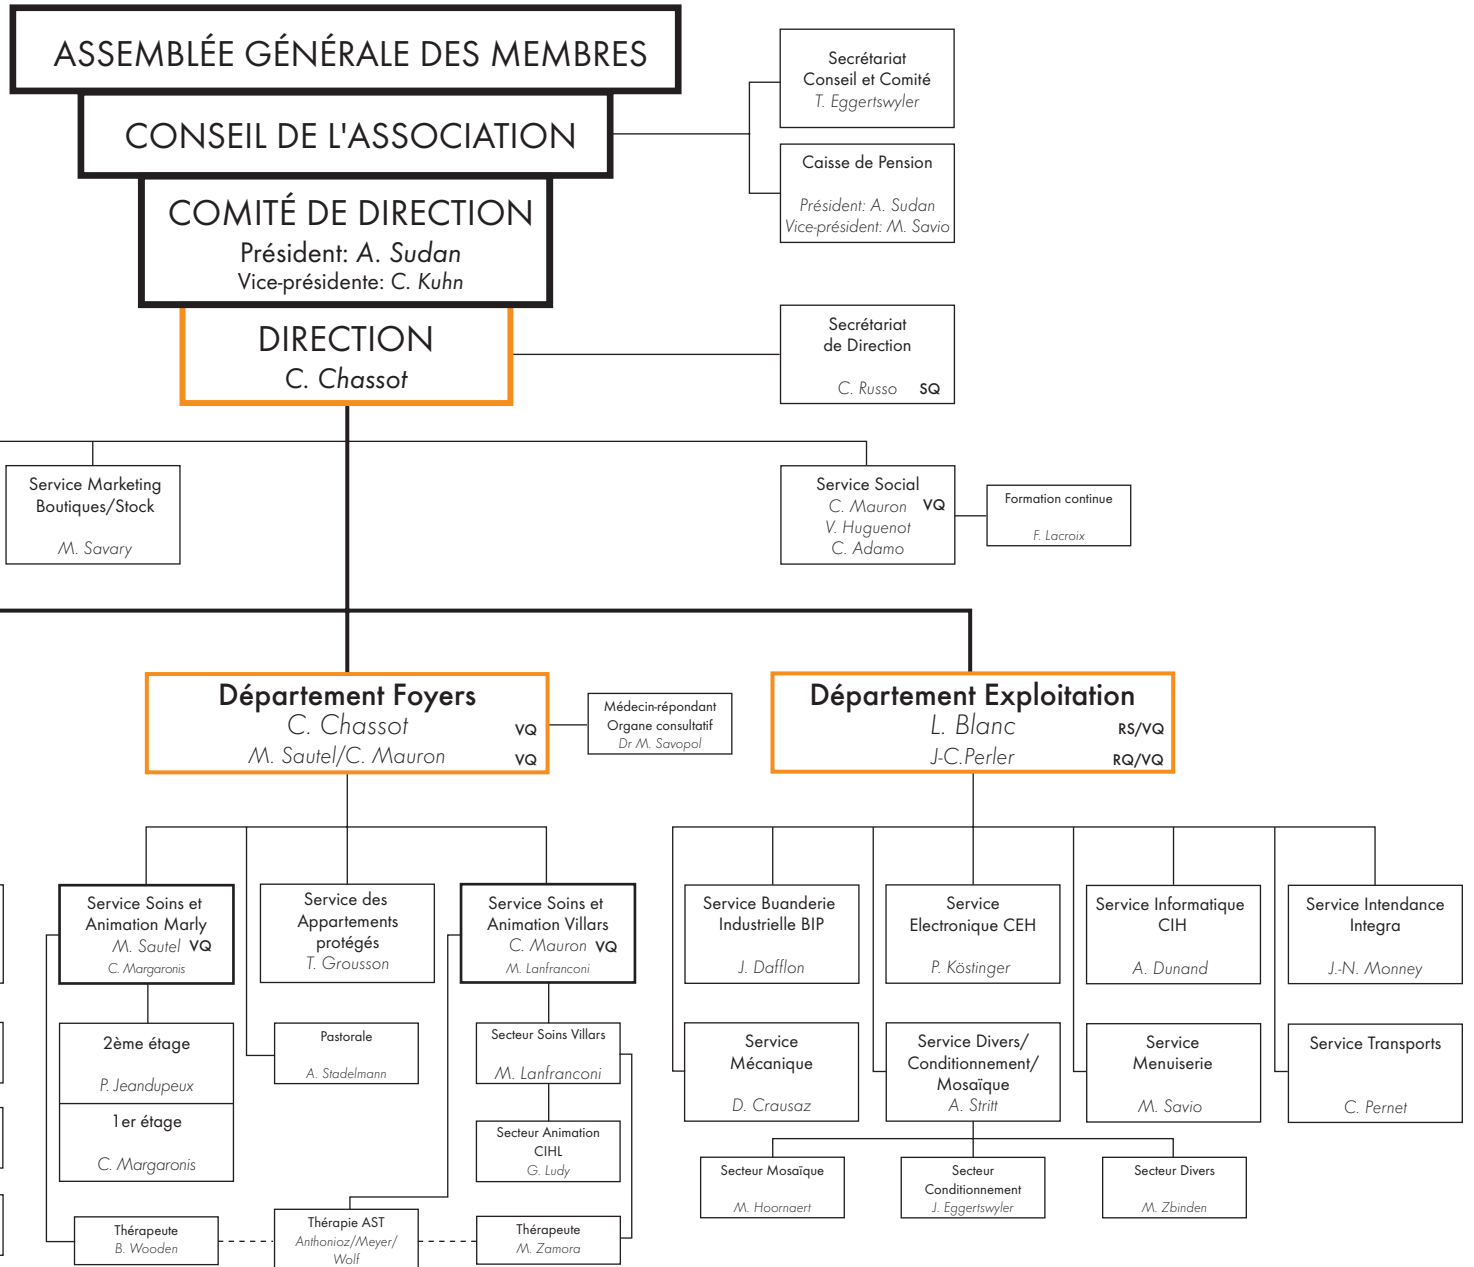 ASSEMBLÉE GÉNÉRALE DES MEMBRES
CONSEIL DE L'ASSOCIATION
COMITÉ DE DIRECTION
Président: A. Sudan
Vice-présidente: C. Kuhn
DIRECTION
C. Chassot
Secrétariat
Conseil et Comité
T. Eggertswyler
Caisse de Pension
Président: A. Sudan
Vice-président: M. Savio
Secrétariat
de Direction
C. Russo SQ
Service Marketing
Boutiques/Stock
M. Savary
Service Social
C. Mauron VQ
V. Huguenot
C. Adamo
Formation continue
F. Lacroix
Département Foyers
C. Chassot VQ
M. Sautel/C. Mauron VQ
Médecin-répondant
Organe consultatif
Dr M. Savopol
Département Exploitation
L. Blanc RS/VQ
J-C.Perler RQ/VQ
Service Soins et
Animation Marly
M. Sautel VQ
C. Margaronis
Service des
Appartements
protégés
T. Grousson
Service Soins et
Animation Villars
C. Mauron VQ
M. Lanfranconi
Service Buanderie
Industrielle BIP
J. Dafflon
Service
Electronique CEH
P. Köstinger
Service Informatique
CIH
A. Dunand
Service Intendance
Integra
J.-N. Monney
2ème étage
P. Jeandupeux
1er étage
C. Margaronis
Pastorale
A. Stadelmann
Secteur Soins Villars
M. Lanfranconi
Secteur Animation
CIHL
G. Ludy
Service
Mécanique
D. Crausaz
Service Divers/
Conditionnement/
Mosaïque
A. Stritt
Service
Menuiserie
M. Savio
Service Transports
C. Pernet
Secteur Mosaïque
M. Hoornaert
Secteur
Conditionnement
J. Eggertswyler
Secteur Divers
M. Zbinden
Thérapeute
B. Wooden
Thérapie AST
Anthonioz/Meyer/
Wolf
Thérapeute
M. Zamora